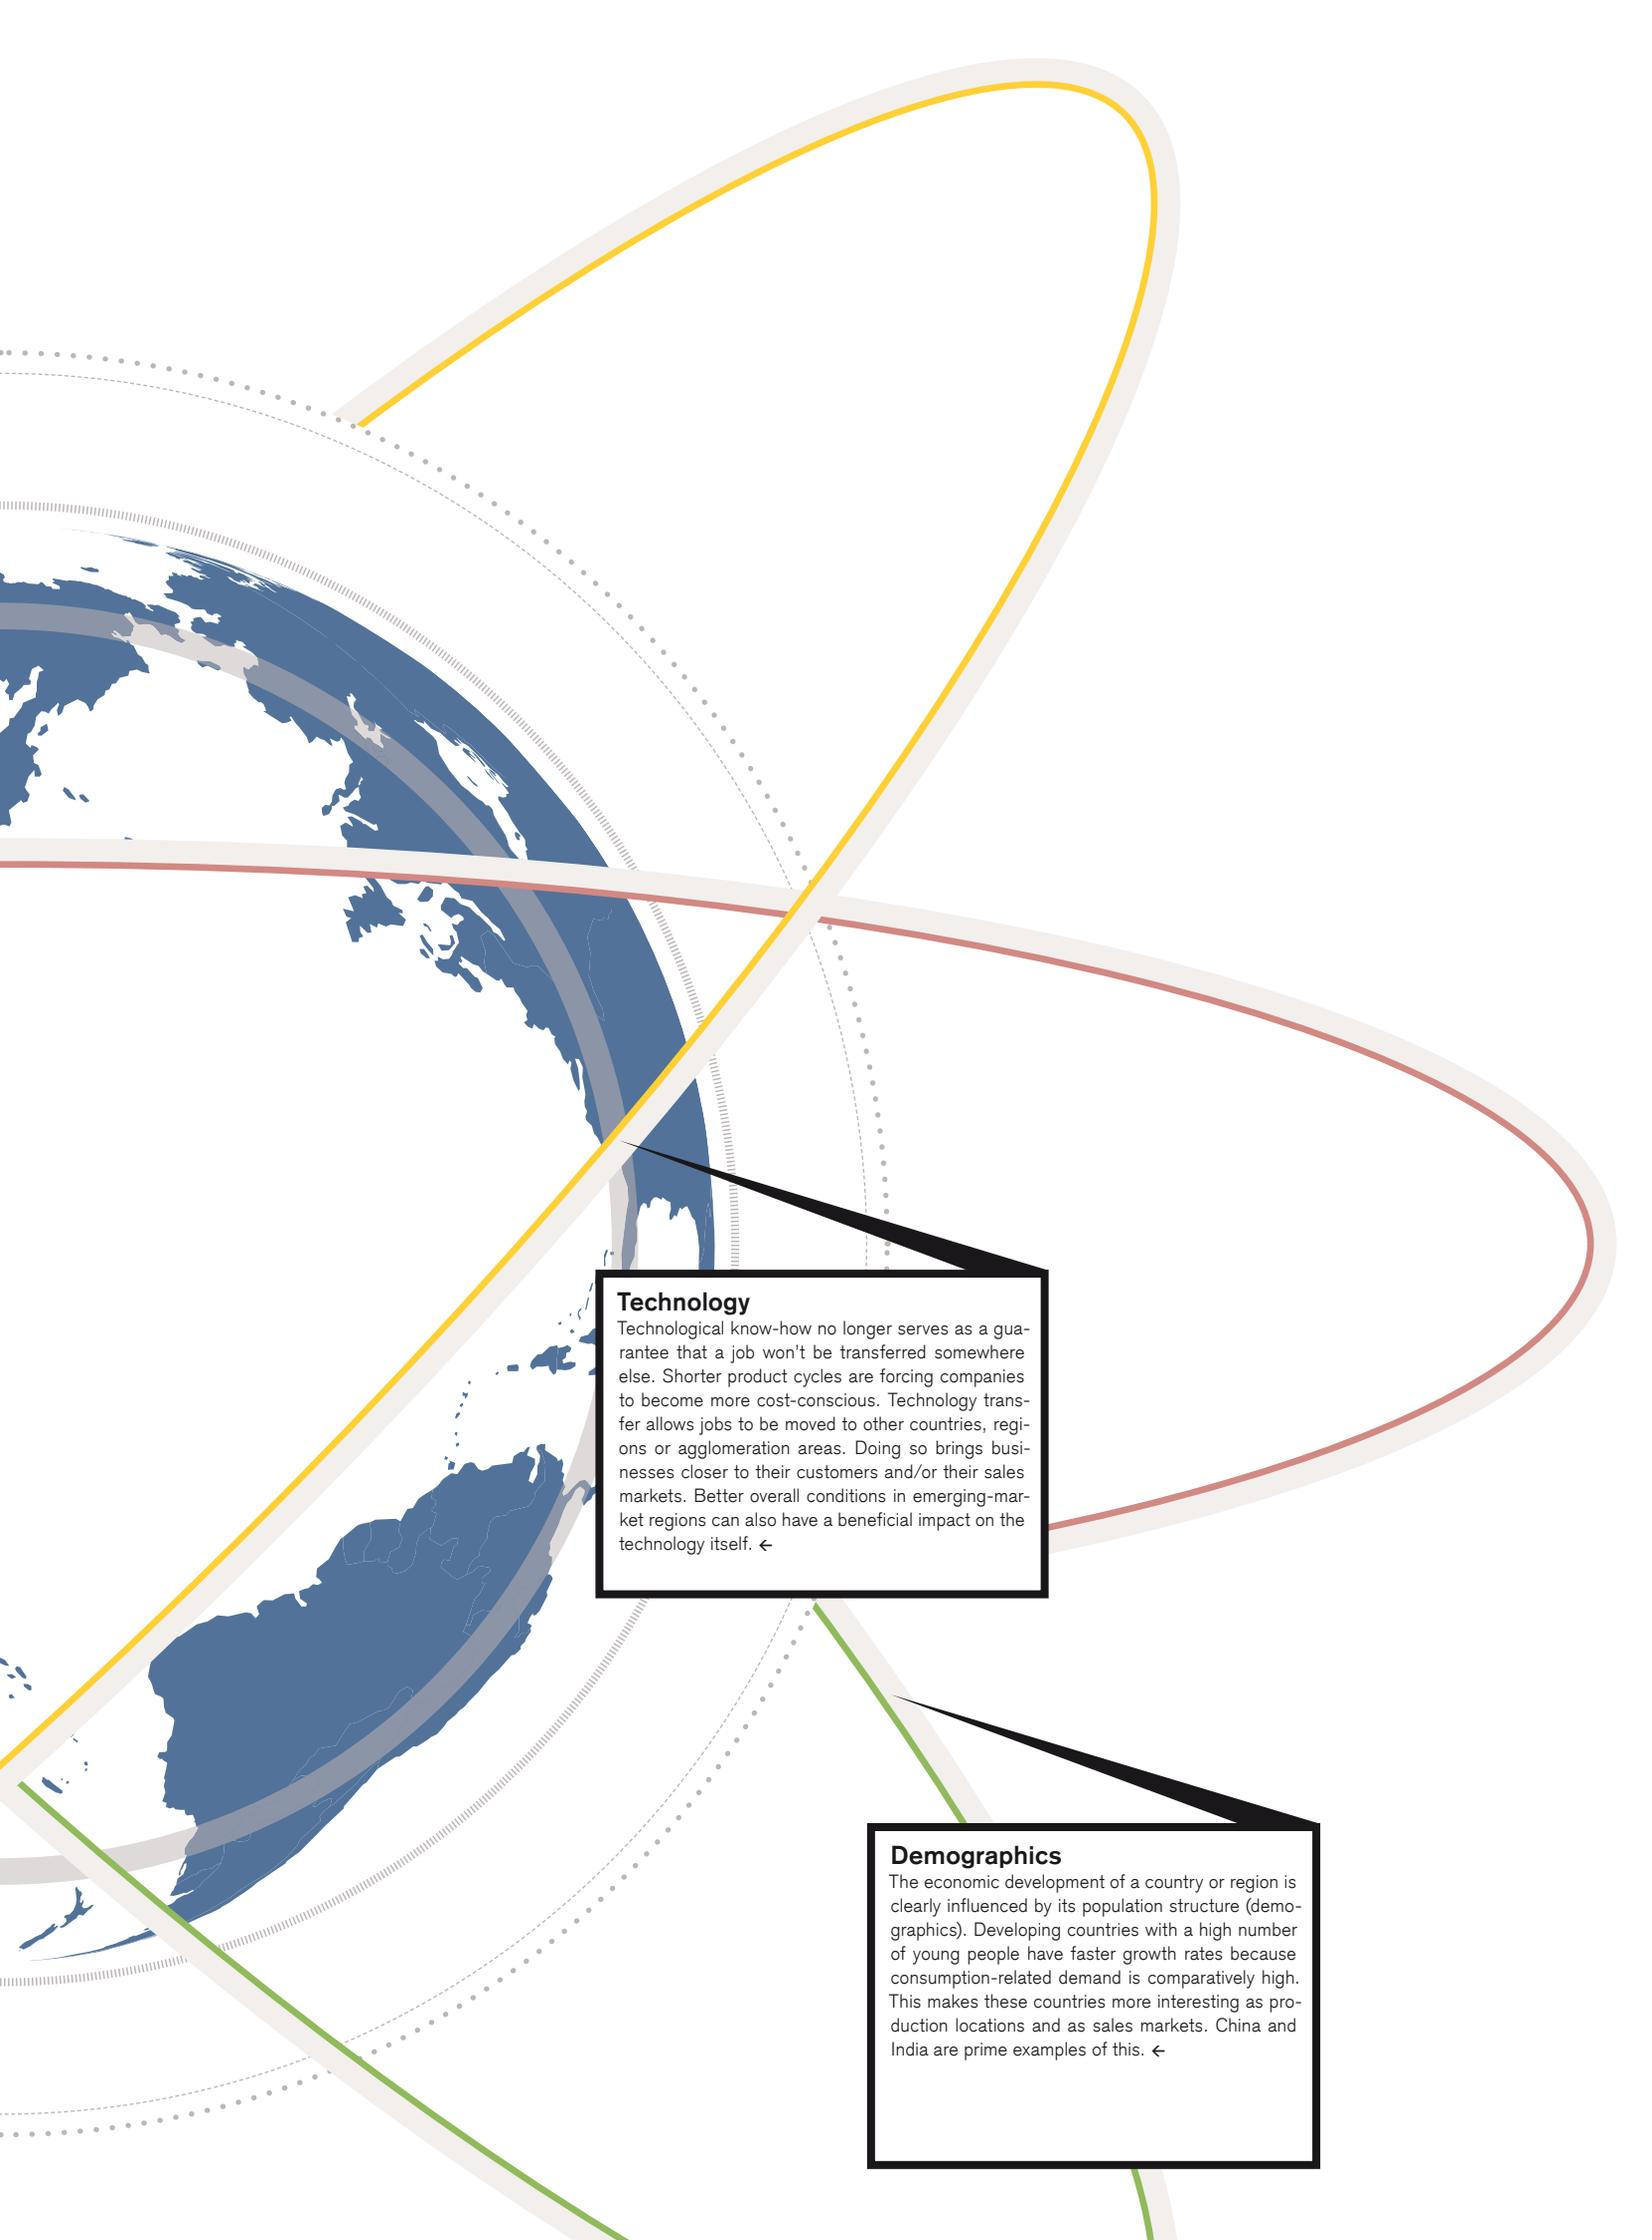 Technology
Technological know-how no longer serves as a gua-
rantee that a job won’t be transferred somewhere
else. Shorter product cycles are forcing companies
to become more cost-conscious. Technology trans-
fer allows jobs to be moved to other countries, regi-
ons or agglomeration areas. Doing so brings busi-
nesses closer to their customers and/or their sales
markets. Better overall conditions in emerging-mar-
ket regions can also have a beneficial impact on the
technology itself. ←
Demographics
The economic development of a country or region is
clearly influenced by its population structure (demo-
graphics). Developing countries with a high number
of young people have faster growth rates because
consumption-related demand is comparatively high.
This makes these countries more interesting as pro-
duction locations and as sales markets. China and
India are prime examples of this. ←